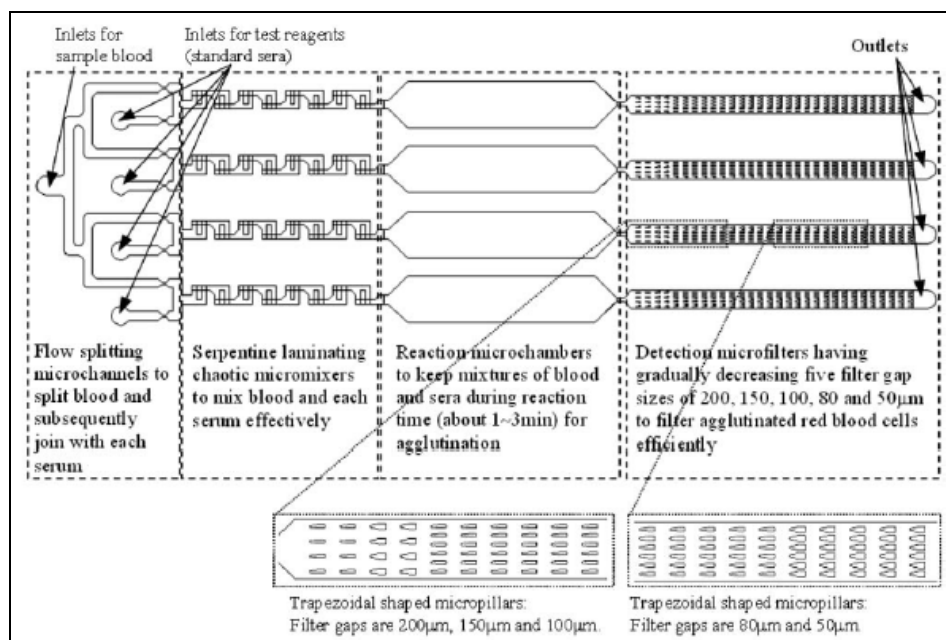 Inlets for
sample blood
Inlets for test reagents
(standard sera)
Outlets
Flow splitting
microchannels to
split blood and
subsequently
join with each
serum
Serpentine laminating
chaotic micromixers
to mix blood and each
serum effectively
Reaction microchambers
to keep mixtures of blood
and sera during reaction
time (about 1~3min) for
agglutination
Detection microfilters having
gradually decreasing five filter gap
sizes of 200, 150, 100, 80 and 50μm
to filter agglutinated red blood cells
efficiently
Trapezoidal shaped micropillars:
Filter gaps are 200μm, 150μm and 100μm.
Trapezoidal shaped micropillars:
Filter gaps are 80μm and 50μm.